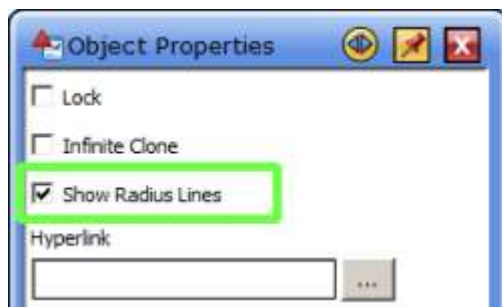 Object Properties
Lock
Infinite Clone
Show Radius Lines
Hyperlink
...